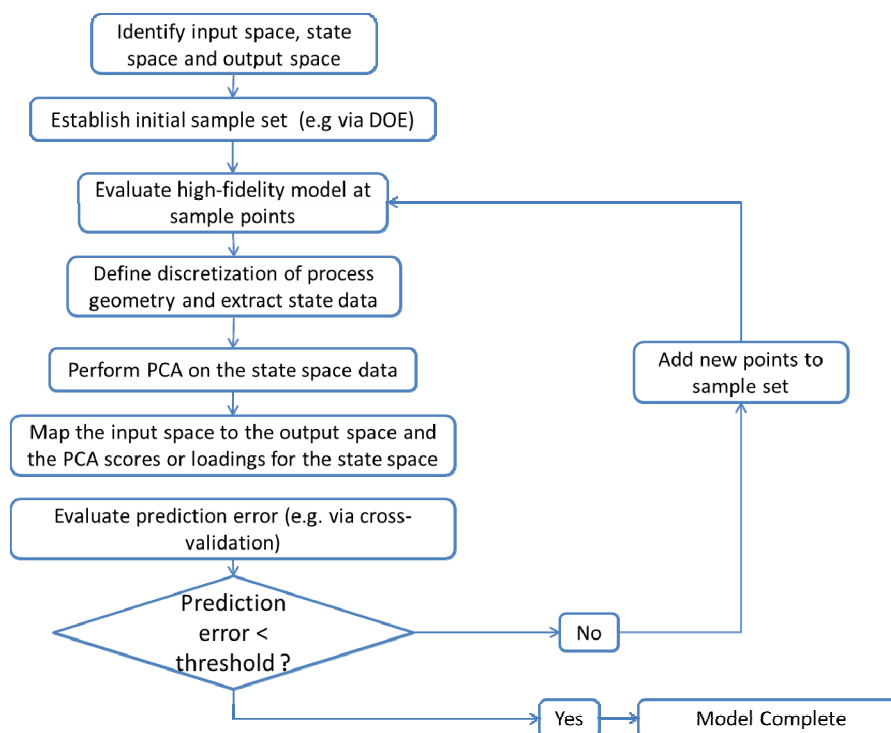 Identify input space, state
space and output space
Establish initial sample set (e.g via DOE)
Evaluate high-fidelity model at
sample points
Define discretization of process
geometry and extract state data
Perform PCA on the state space data
Add new points to
sample set
Map the input space to the output space and
the PCA scores or loadings for the state space
Evaluate prediction error (e.g. via cross-
validation)
Prediction
error <
threshold ?
No
Yes
Model Complete